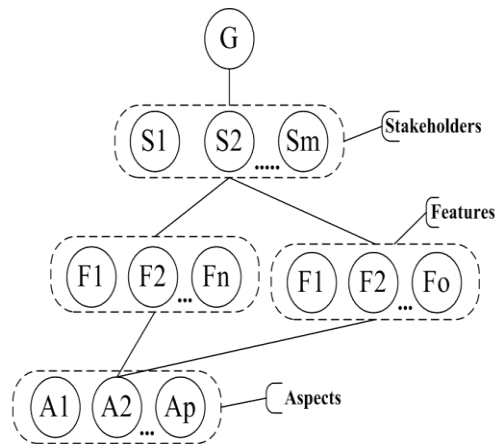 G
S1 S2 ..... Sm
Stakeholders
Features
F1 F2 ... Fn
F1 F2 ... Fo
A1 A2 ... Ap
Aspects